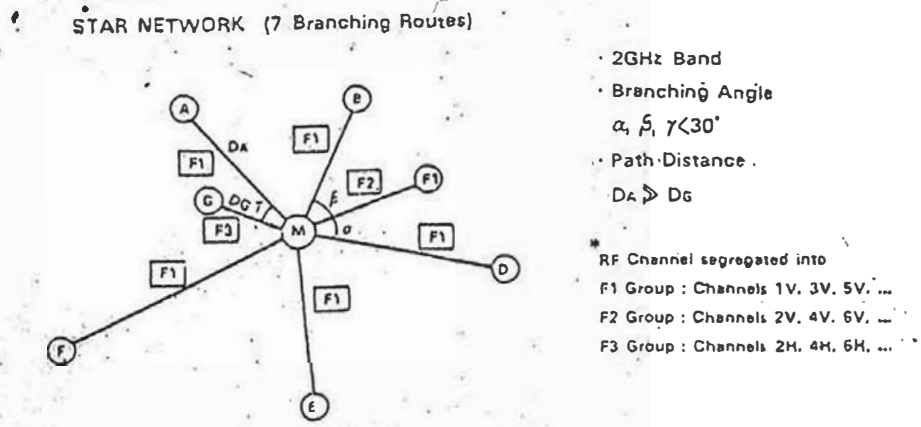 STAR NETWORK (7 Branching Routes)
A
B
DA
F1
F1
F2
F1
G
DG γ
β
F3
M
α
F1
D
F1
F1
F
E
· 2GHz Band
· Branching Angle
α, β, γ<30°
· Path Distance
DA ≫ DG
*
RF Channel segregated into
F1 Group : Channels 1V. 3V. 5V. ...
F2 Group : Channels 2V. 4V. 6V. ...
F3 Group : Channels 2H. 4H. 6H. ...